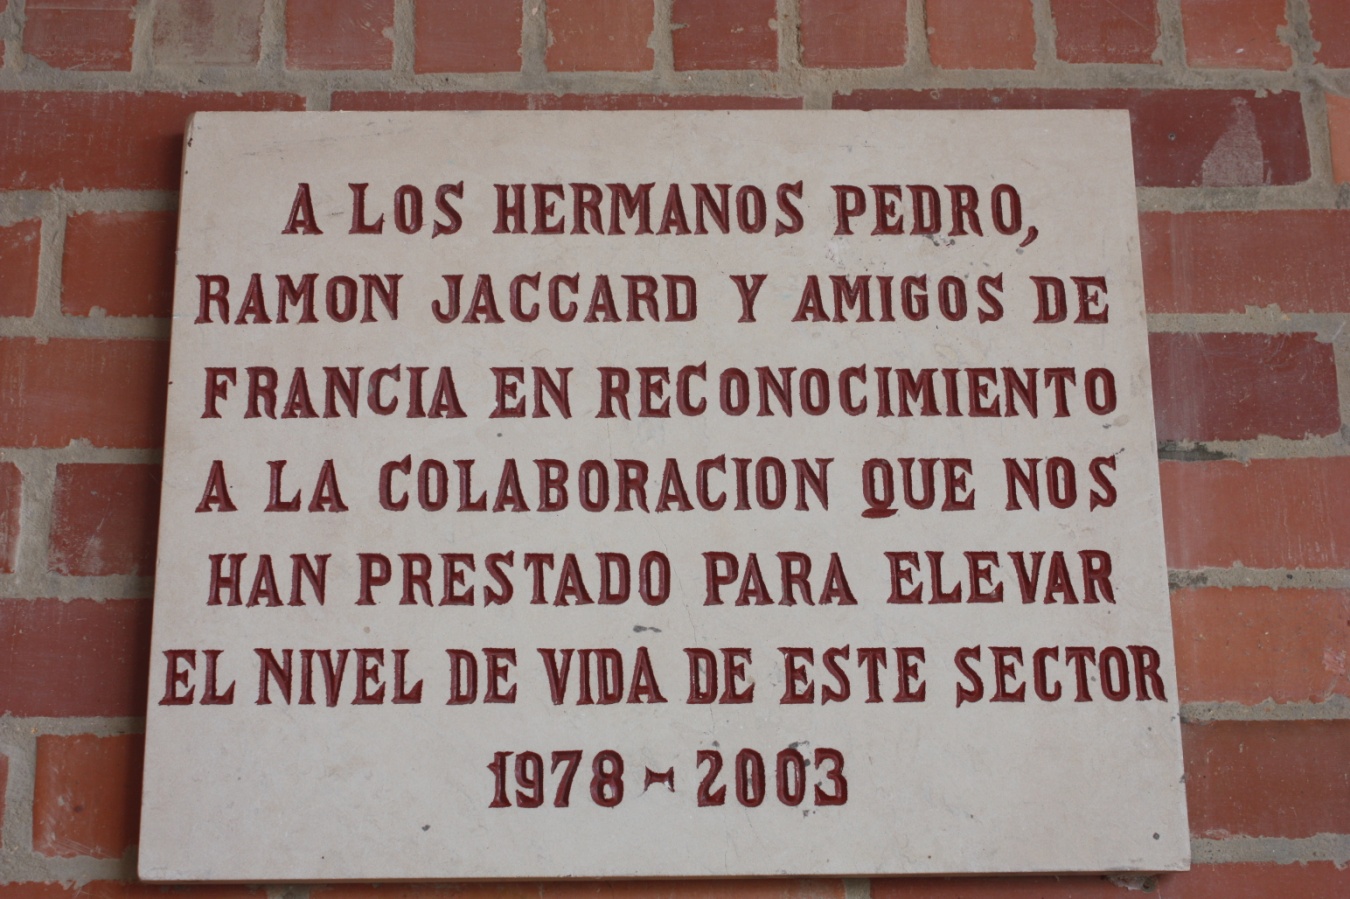 A LOS HERMANOS PEDRO,
RAMON JACCARD Y AMIGOS DE
FRANCIA EN RECONOCIMIENTO
A LA COLABORACION QUE NOS
HAN PRESTADO PARA ELEVAR
EL NIVEL DE VIDA DE ESTE SECTOR
1978 - 2003